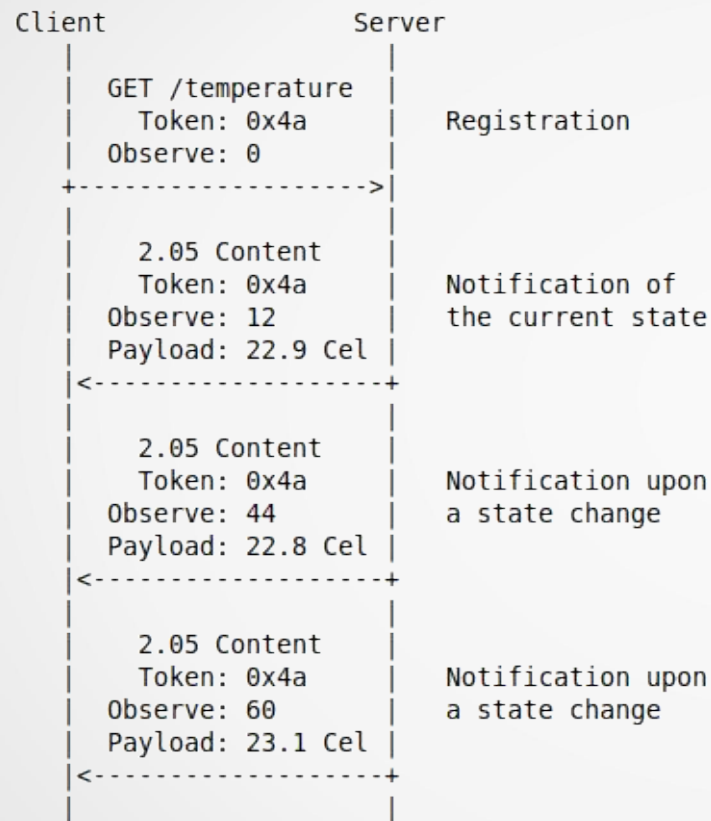 Client Server
GET /temperature
Token: 0x4a Registration
Observe: 0
2.05 Content
Token: 0x4a Notification of
Observe: 12 the current state
Payload: 22.9 Cel
2.05 Content
Token: 0x4a Notification upon
Observe: 44 a state change
Payload: 22.8 Cel
2.05 Content
Token: 0x4a Notification upon
Observe: 60 a state change
Payload: 23.1 Cel